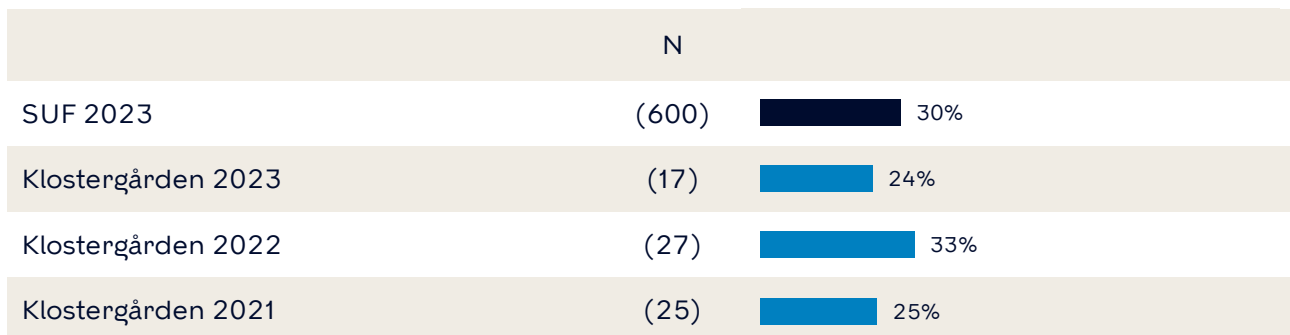 N
SUF 2023 (600) 30%
Klostergården 2023 (17) 24%
Klostergården 2022 (27) 33%
Klostergården 2021 (25) 25%